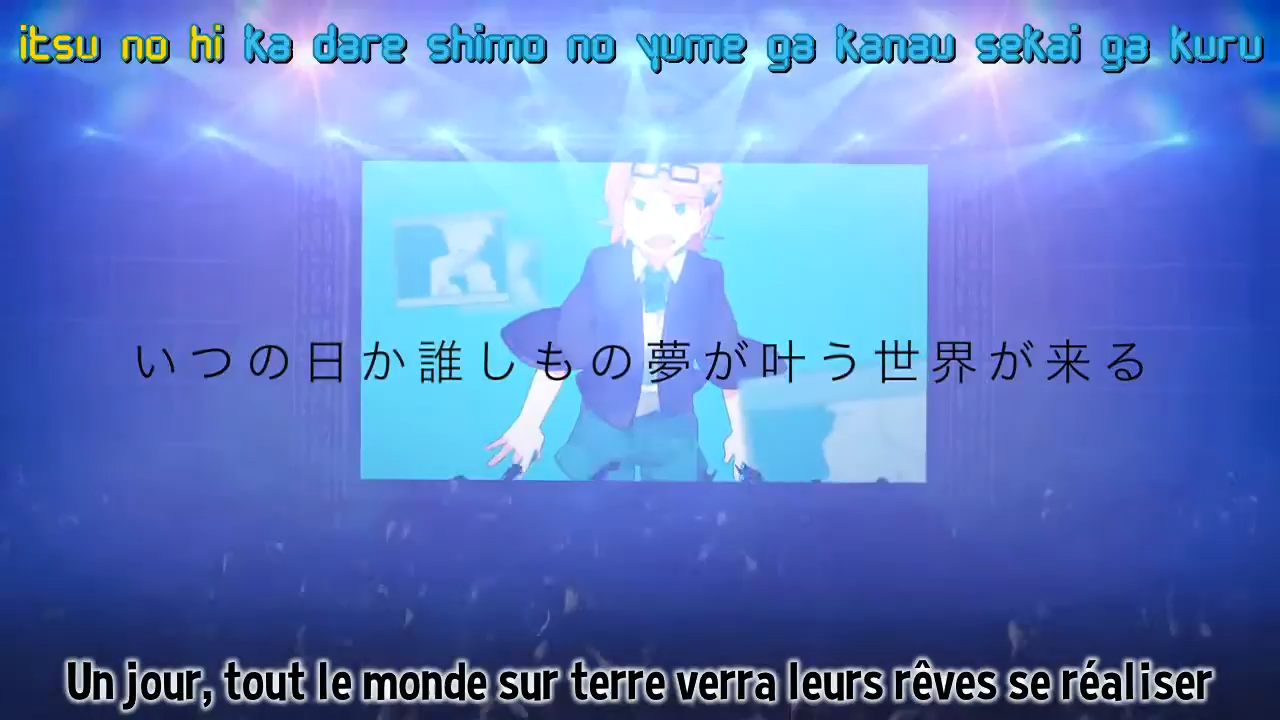 itsu no hi ka dare shimo no yume ga kanau sekai ga kuru
いつの日か誰しもの夢が叶う世界が来る
Un jour, tout le monde sur terre verra leurs rêves se réaliser